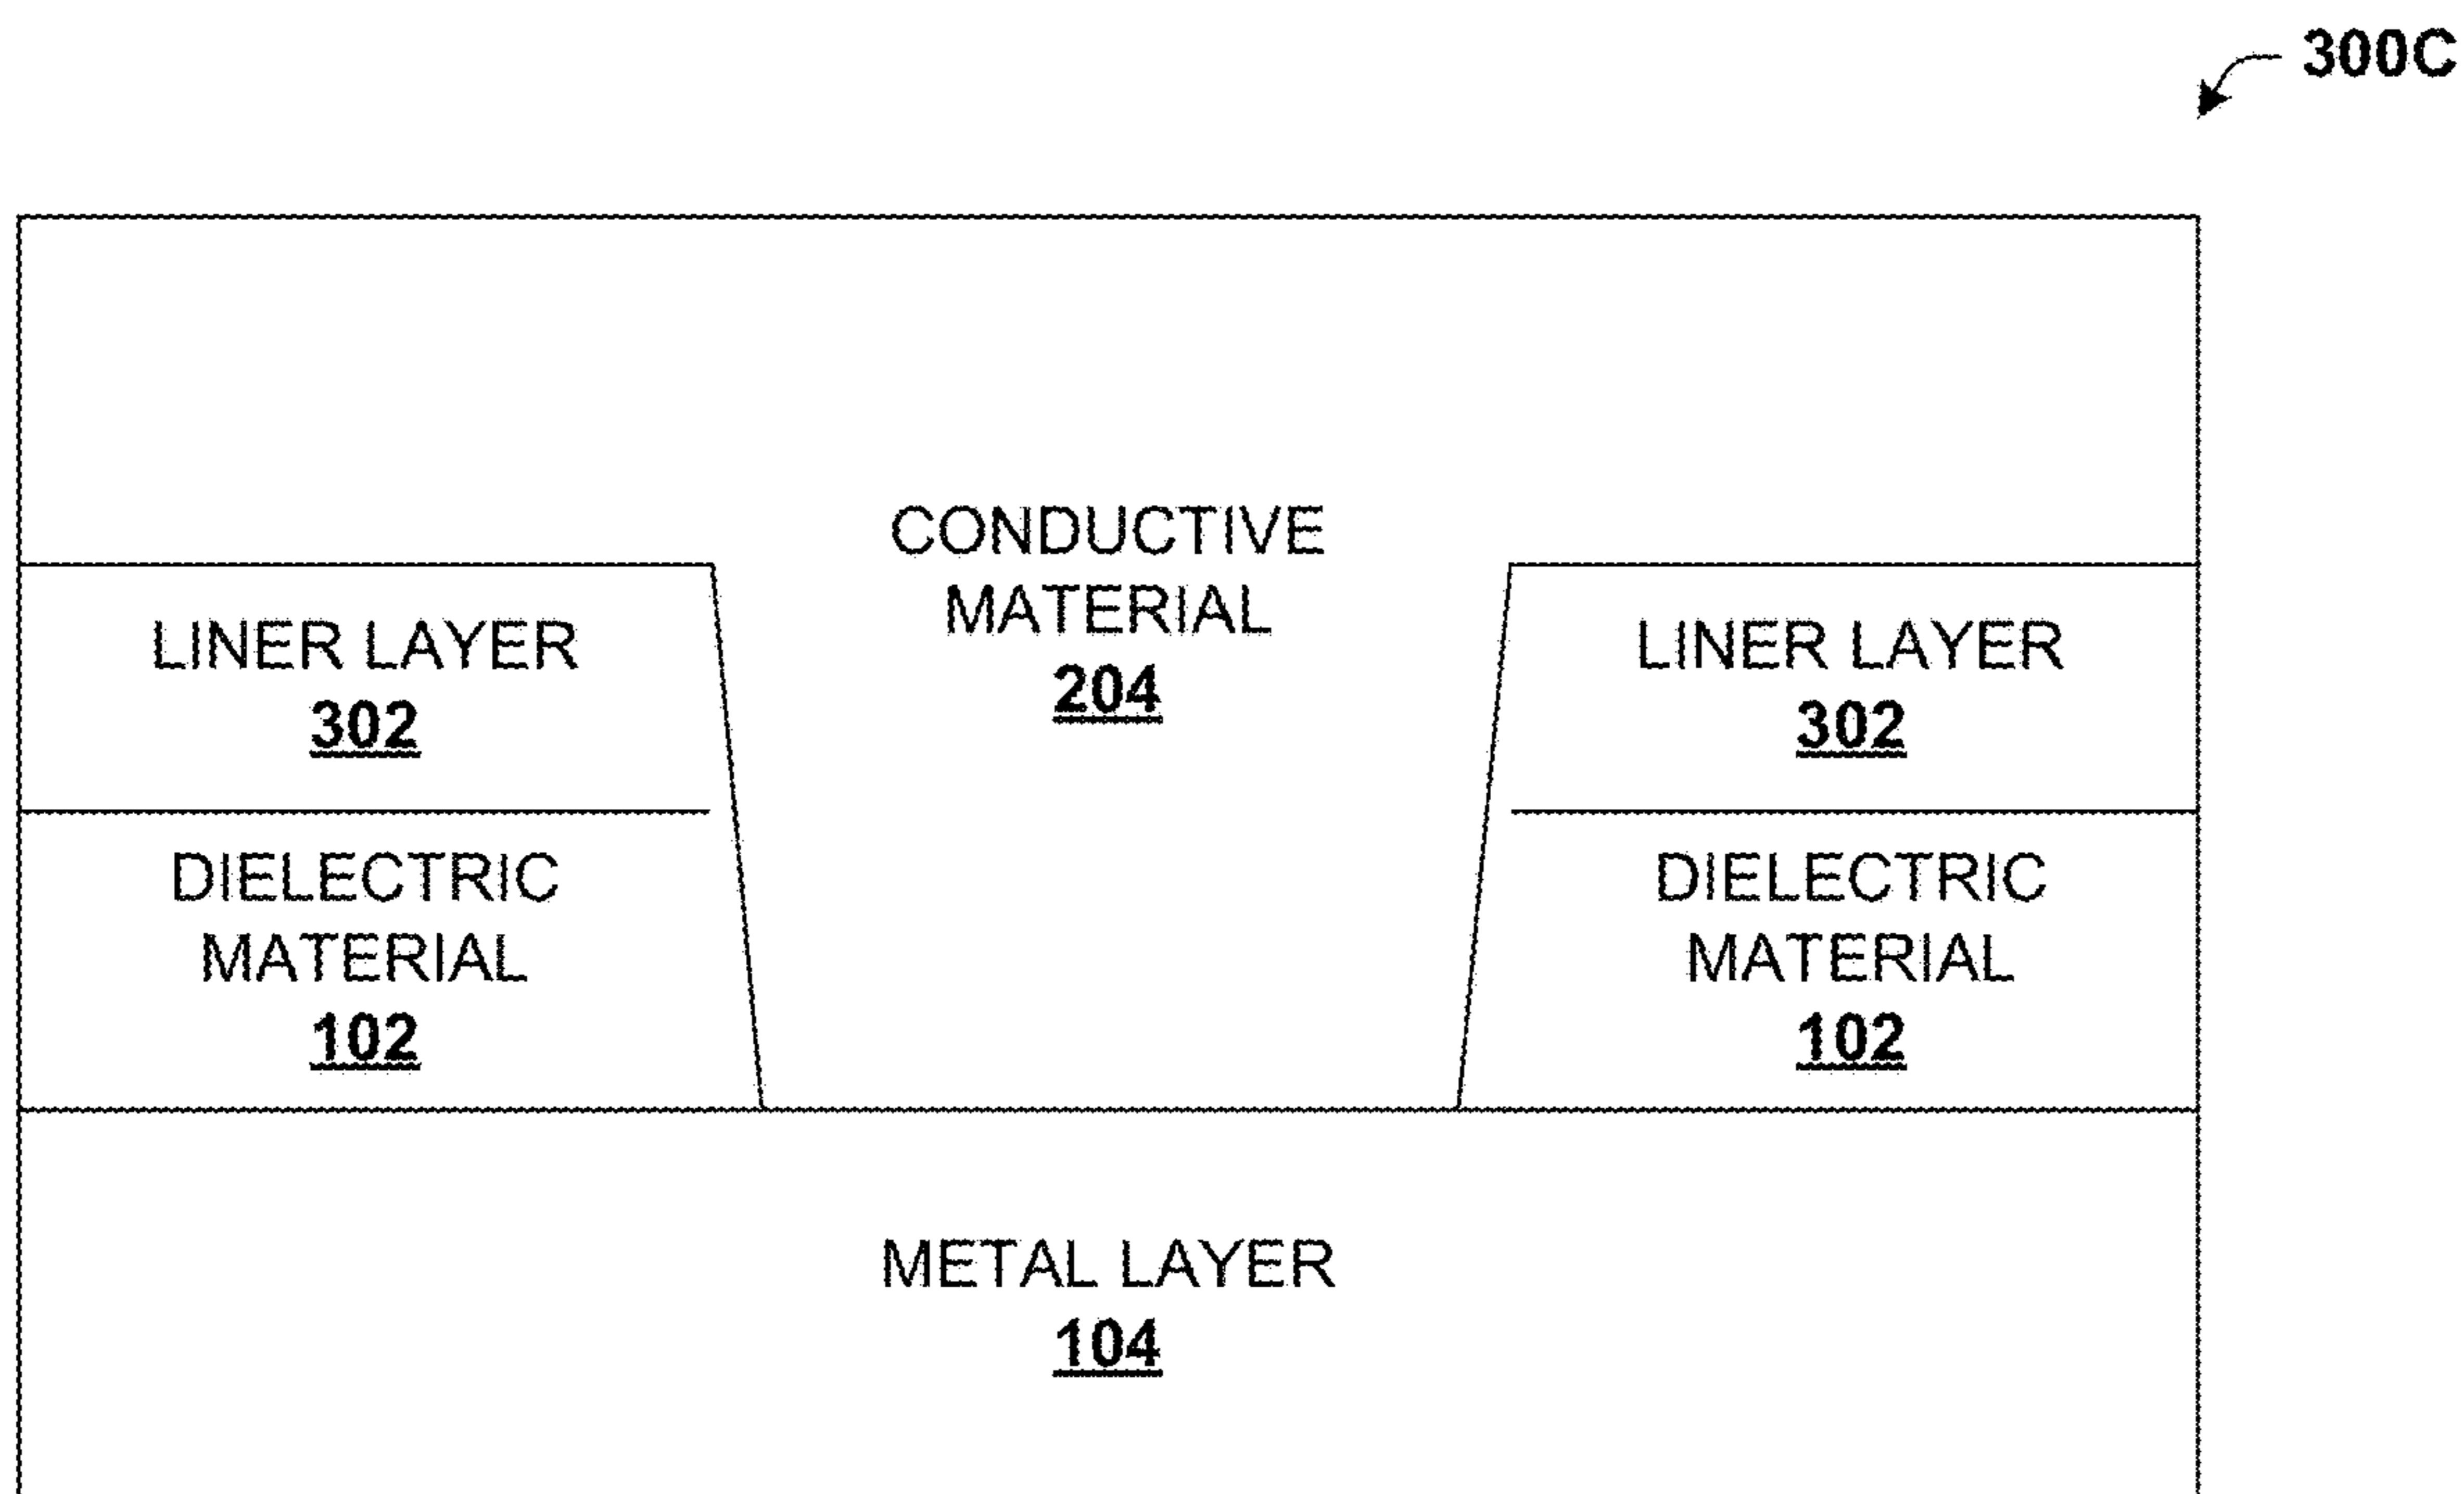 300C
CONDUCTIVE
MATERIAL
204
LINER LAYER
302
LINER LAYER
302
DIELECTRIC
MATERIAL
102
DIELECTRIC
MATERIAL
102
METAL LAYER
104